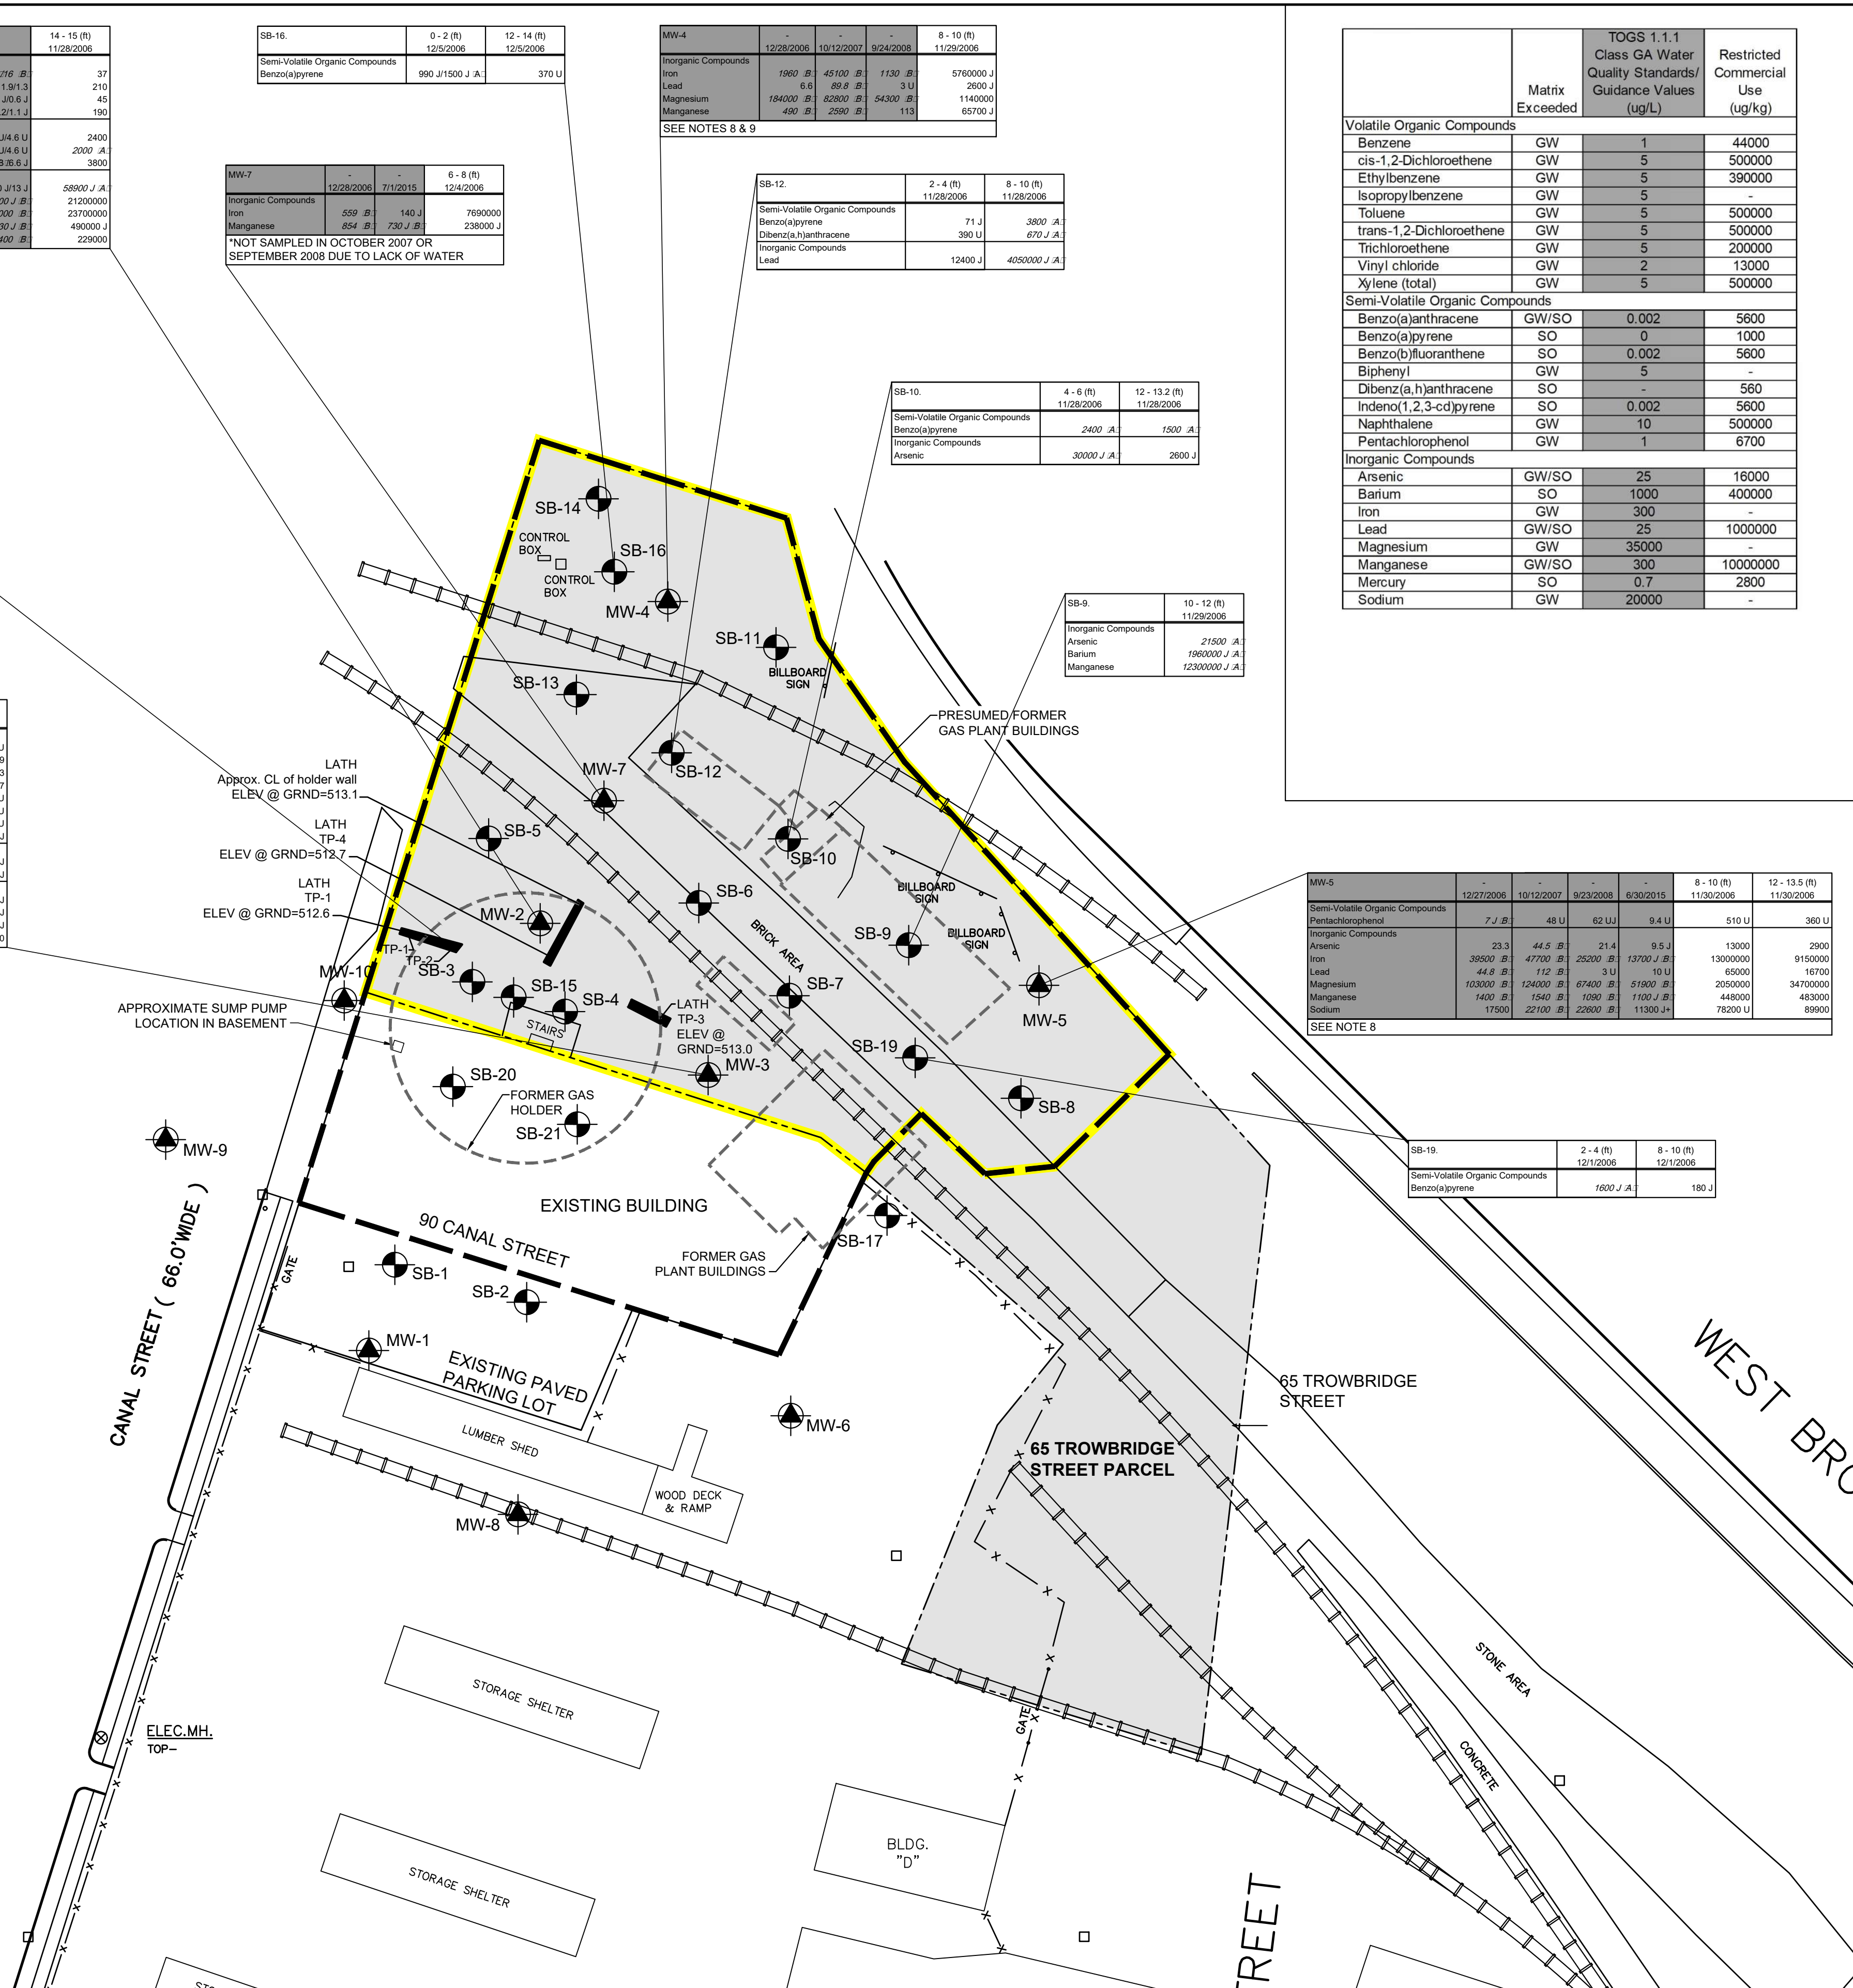 14 - 15 (ft)
11/28/2006
/16 B 37
1.9/1.3 210
J/0.6 J 45
.2/1.1 J 190
J/4.6 U 2400
J/4.6 U 2000 A
/6.6 J 3800
J/13 J 58900 J A
00 J B 21200000
000 B 23700000
30 J B 490000 J
400 B 229000
SB-16. 0 - 2 (ft) 12 - 14 (ft)
12/5/2006 12/5/2006
Semi-Volatile Organic Compounds
Benzo(a)pyrene 990 J/1500 J A 370 U
MW-4 - - - 8 - 10 (ft)
12/28/2006 10/12/2007 9/24/2008 11/29/2006
Inorganic Compounds
Iron 1960 B 45100 B 1130 B 5760000 J
Lead 6.6 89.8 B 3 U 2600 J
Magnesium 184000 B 82800 B 54300 B 1140000
Manganese 490 B 2590 B 113 65700 J
SEE NOTES 8 & 9
MW-7 - - 6 - 8 (ft)
12/28/2006 7/1/2015 12/4/2006
Inorganic Compounds
Iron 559 B 140 J 7690000
Manganese 854 B 730 J B 238000 J
*NOT SAMPLED IN OCTOBER 2007 OR
SEPTEMBER 2008 DUE TO LACK OF WATER
SB-12. 2 - 4 (ft) 8 - 10 (ft)
11/28/2006 11/28/2006
Semi-Volatile Organic Compounds
Benzo(a)pyrene 71 J 3800 A
Dibenz(a,h)anthracene 390 U 670 J A
Inorganic Compounds
Lead 12400 J 4050000 J A
SB-10. 4 - 6 (ft) 12 - 13.2 (ft)
11/28/2006 11/28/2006
Semi-Volatile Organic Compounds
Benzo(a)pyrene 2400 A 1500 A
Inorganic Compounds
Arsenic 30000 J A 2600 J
SB-9. 10 - 12 (ft)
11/29/2006
Inorganic Compounds
Arsenic 21500 A
Barium 1960000 J A
Manganese 12300000 J A
Matrix
Exceeded
TOGS 1.1.1
Class GA Water
Quality Standards/
Guidance Values
(ug/L)
Restricted
Commercial
Use
(ug/kg)
Volatile Organic Compounds
Benzene GW 1 44000
cis-1,2-Dichloroethene GW 5 500000
Ethylbenzene GW 5 390000
Isopropylbenzene GW 5 -
Toluene GW 5 500000
trans-1,2-Dichloroethene GW 5 500000
Trichloroethene GW 5 200000
Vinyl chloride GW 2 13000
Xylene (total) GW 5 500000
Semi-Volatile Organic Compounds
Benzo(a)anthracene GW/SO 0.002 5600
Benzo(a)pyrene SO 0 1000
Benzo(b)fluoranthene SO 0.002 5600
Biphenyl GW 5 -
Dibenz(a,h)anthracene SO - 560
Indeno(1,2,3-cd)pyrene SO 0.002 5600
Naphthalene GW 10 500000
Pentachlorophenol GW 1 6700
Inorganic Compounds
Arsenic GW/SO 25 16000
Barium SO 1000 400000
Iron GW 300 -
Lead GW/SO 25 1000000
Magnesium GW 35000 -
Manganese GW/SO 300 10000000
Mercury SO 0.7 2800
Sodium GW 20000 -
MW-5 - - - - 8 - 10 (ft) 12 - 13.5 (ft)
12/27/2006 10/12/2007 9/23/2008 6/30/2015 11/30/2006 11/30/2006
Semi-Volatile Organic Compounds
Pentachlorophenol 7 J B 48 U 62 UJ 9.4 U 510 U 360 U
Inorganic Compounds
Arsenic 23.3 44.5 B 21.4 9.5 J 13000 2900
Iron 39500 B 47700 B 25200 B 13700 J B 13000000 9150000
Lead 44.8 B 112 B 3 U 10 U 65000 16700
Magnesium 103000 B 124000 B 67400 B 51900 B 2050000 34700000
Manganese 1400 B 1540 B 1090 B 1100 J B 448000 483000
Sodium 17500 22100 B 22600 B 11300 J+ 78200 U 89900
SEE NOTE 8
SB-19. 2 - 4 (ft) 8 - 10 (ft)
12/1/2006 12/1/2006
Semi-Volatile Organic Compounds
Benzo(a)pyrene 1600 J A 180 J
SB-14
CONTROL
BOX
SB-16
CONTROL
BOX
MW-4
SB-11
BILLBOARD
SIGN
SB-13
PRESUMED FORMER
GAS PLANT BUILDINGS
SB-12
MW-7
LATH
Approx. CL of holder wall
ELEV @ GRND=513.1
LATH
TP-4
ELEV @ GRND=512.7
LATH
TP-1
ELEV @ GRND=512.6
SB-5
SB-10
SB-6
BILLBOARD
SIGN
MW-2
BRICK AREA
SB-9
BILLBOARD
SIGN
TP-1
TP-2
SB-3
MW-10
SB-15
SB-4
SB-7
MW-5
STAIRS
LATH
TP-3
ELEV @
GRND=513.0
APPROXIMATE SUMP PUMP
LOCATION IN BASEMENT
MW-3
SB-19
SB-20
SB-8
FORMER GAS
HOLDER
SB-21
MW-9
EXISTING BUILDING
90 CANAL STREET
SB-17
FORMER GAS
PLANT BUILDINGS
CANAL STREET ( 66.0'WIDE )
GATE
SB-1
SB-2
MW-1
EXISTING PAVED
PARKING LOT
LUMBER SHED
MW-6
WOOD DECK
& RAMP
MW-8
65 TROWBRIDGE
STREET
65 TROWBRIDGE
STREET PARCEL
WEST BRO
STONE AREA
CONCRETE
STORAGE SHELTER
GATE
ELEC.MH.
TOP-
BLDG.
"D"
STORAGE SHELTER
REET